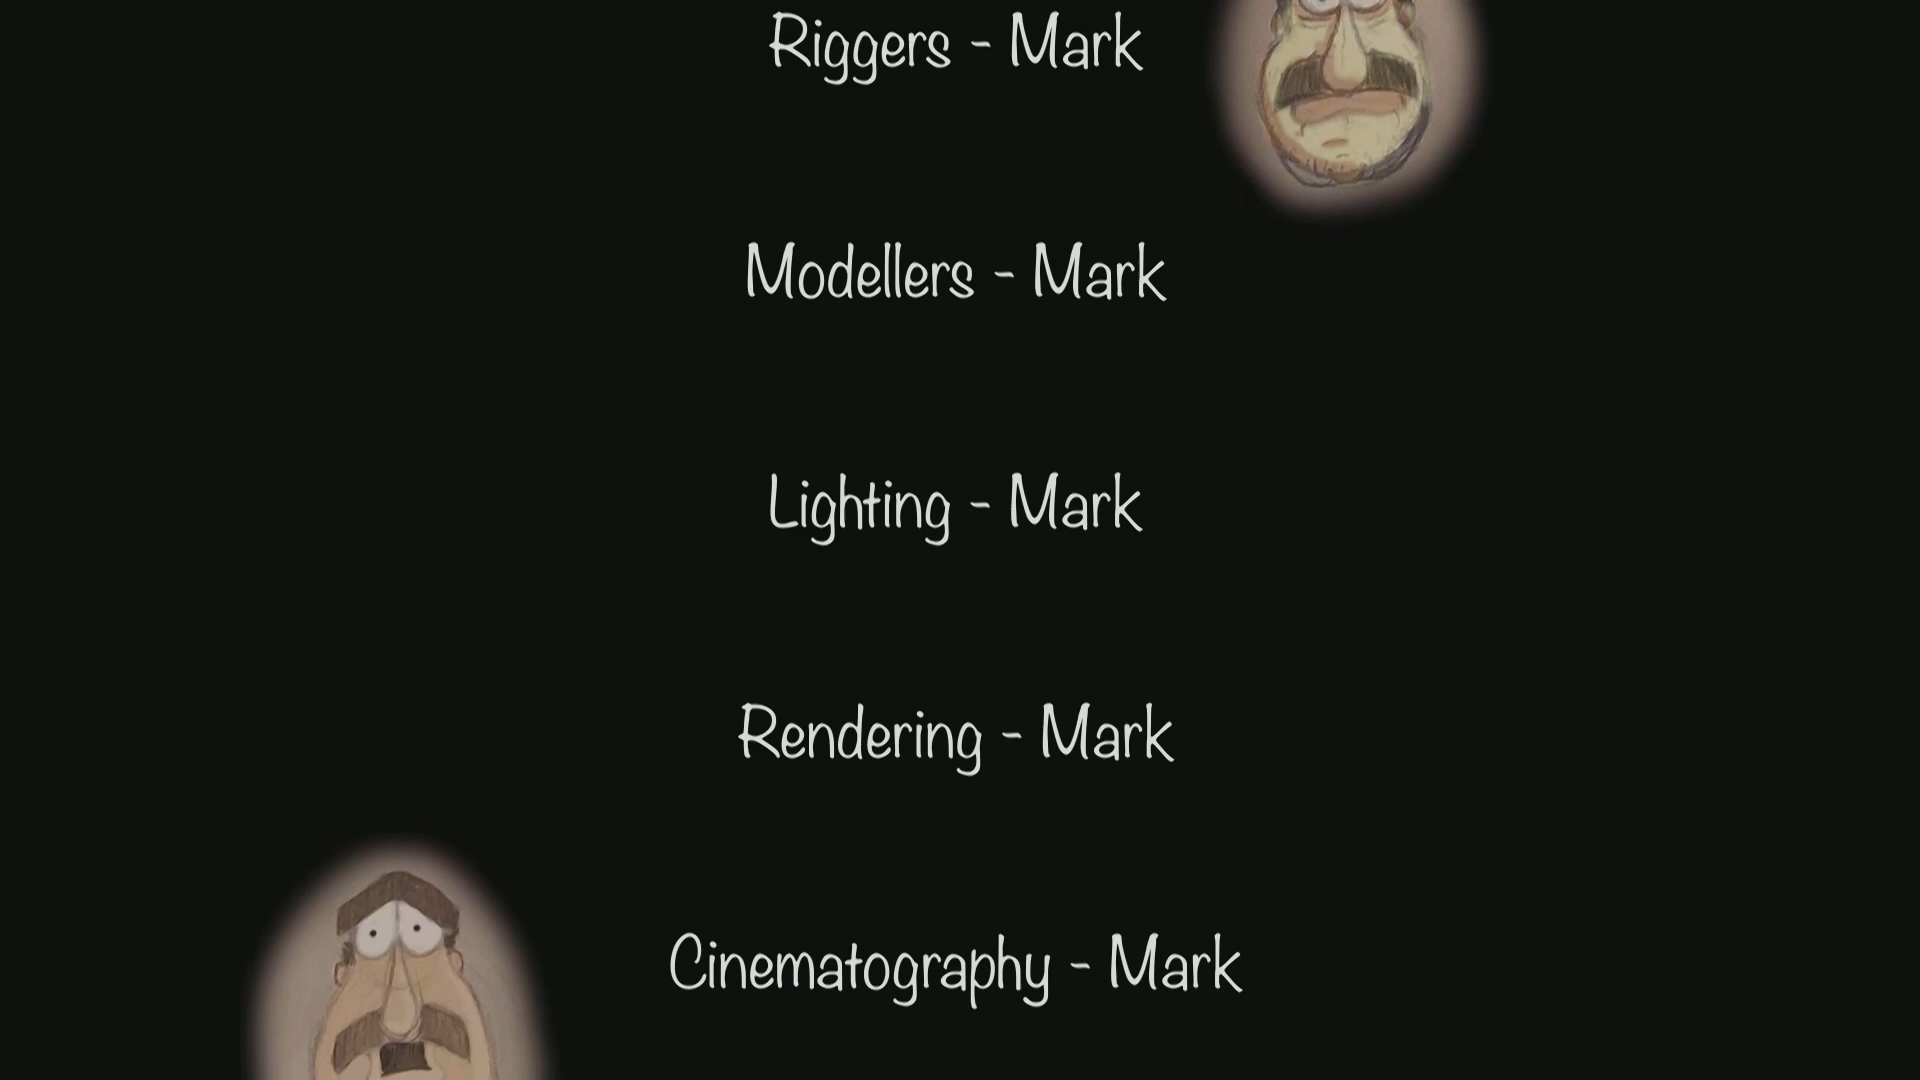 Riggers - Mark
Modellers - Mark
Lighting - Mark
Rendering - Mark
Cinematography - Mark